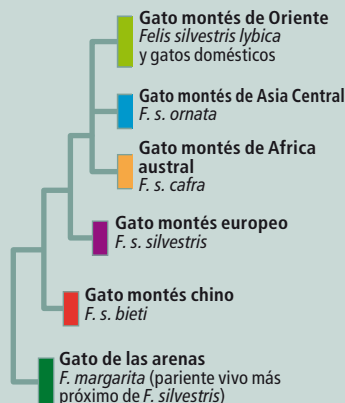 Gato montés de Oriente
Felis silvestris lybica
y gatos domésticos
Gato montés de Asia Central
F. s. ornata
Gato montés de Africa
austral
F. s. cafra
Gato montés europeo
F. s. silvestris
Gato montés chino
F. s. bieti
Gato de las arenas
F. margarita (pariente vivo más
próximo de F. silvestris)